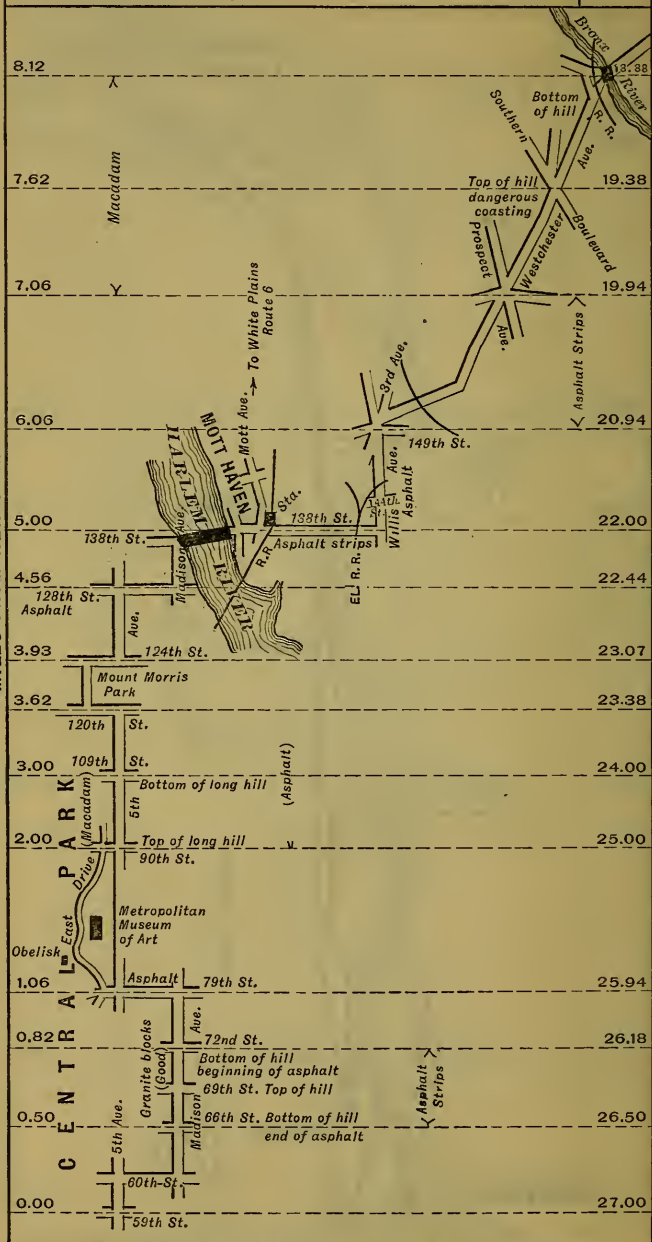 Bronx
River
8.12
18.88
R. R.
Southern
Bottom
of hill
Macadam
Ave.
7.62
Top of hill
dangerous
coasting
19.38
Prospect
Westchester
Boulevard
7.06
19.94
To White Plains
Route 6
Mott Ave.
Ave.
Asphalt Strips
3rd Ave.
6.06
20.94
149th St.
HARLEM
RIVER
MOTT HAVEN
Sta.
Willis Ave.
Asphalt
144th
St.
138th St.
5.00
22.00
138th St.
Asphalt strips
Madison Ave.
R.R.
EL. R. R.
4.56
22.44
128th St.
Asphalt
Ave.
3.93
124th St.
23.07
Mount Morris
Park
3.62
23.38
120th St.
109th St.
(Asphalt)
3.00
24.00
Bottom of long hill
5th
(Macadam)
2.00
Top of long hill
25.00
90th St.
CENTRAL PARK
East Drive
Metropolitan
Museum
of Art
Obelisk
Asphalt
79th St.
1.06
25.94
Ave.
72nd St.
0.82
26.18
Granite blocks
(Good)
Bottom of hill
beginning of asphalt
69th St. Top of hill
Asphalt
Strips
Madison
66th St. Bottom of hill
0.50
26.50
end of asphalt
5th Ave.
60th St.
0.00
27.00
59th St.